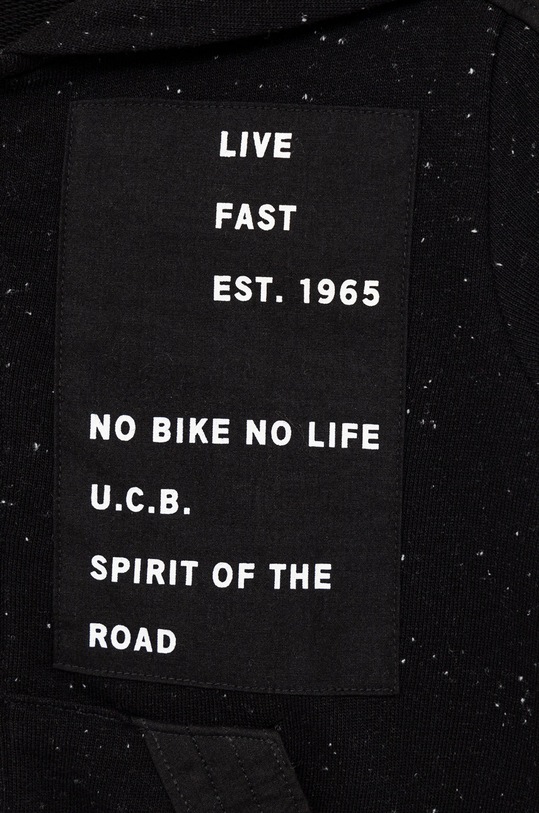 LIVE
FAST
EST. 1965
NO BIKE NO LIFE
U.C.B.
SPIRIT OF THE
ROAD